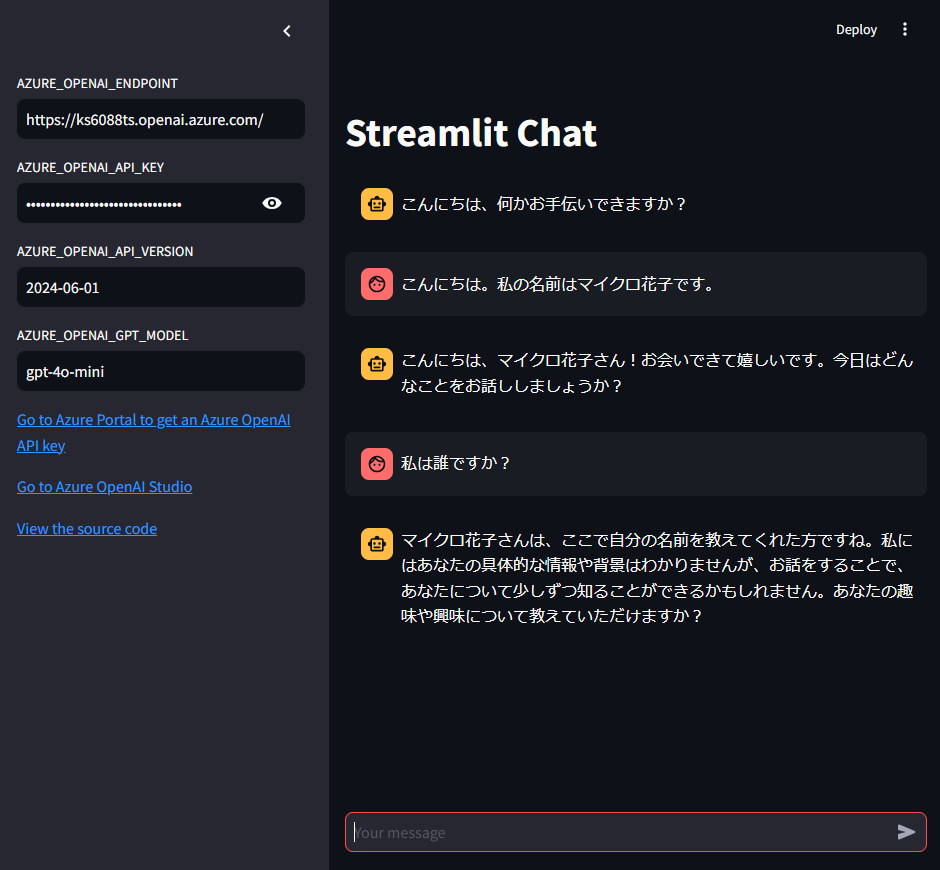 AZURE_OPENAI_ENDPOINT
https://ks6088ts.openai.azure.com/
AZURE_OPENAI_API_KEY
••••••••••••••••••••••••••••••••
AZURE_OPENAI_API_VERSION
2024-06-01
AZURE_OPENAI_GPT_MODEL
gpt-4o-mini
Go to Azure Portal to get an Azure OpenAI
API key
Go to Azure OpenAI Studio
View the source code
Deploy
Streamlit Chat
こんにちは、何かお手伝いできますか？
こんにちは。私の名前はマイクロ花子です。
こんにちは、マイクロ花子さん！お会いできて嬉しいです。今日はどん
なことをお話ししましょうか？
私は誰ですか？
マイクロ花子さんは、ここで自分の名前を教えてくれた方ですね。私に
はあなたの具体的な情報や背景はわかりませんが、お話をすることで、
あなたについて少しずつ知ることができるかもしれません。あなたの趣
味や興味について教えていただけますか？
Your message